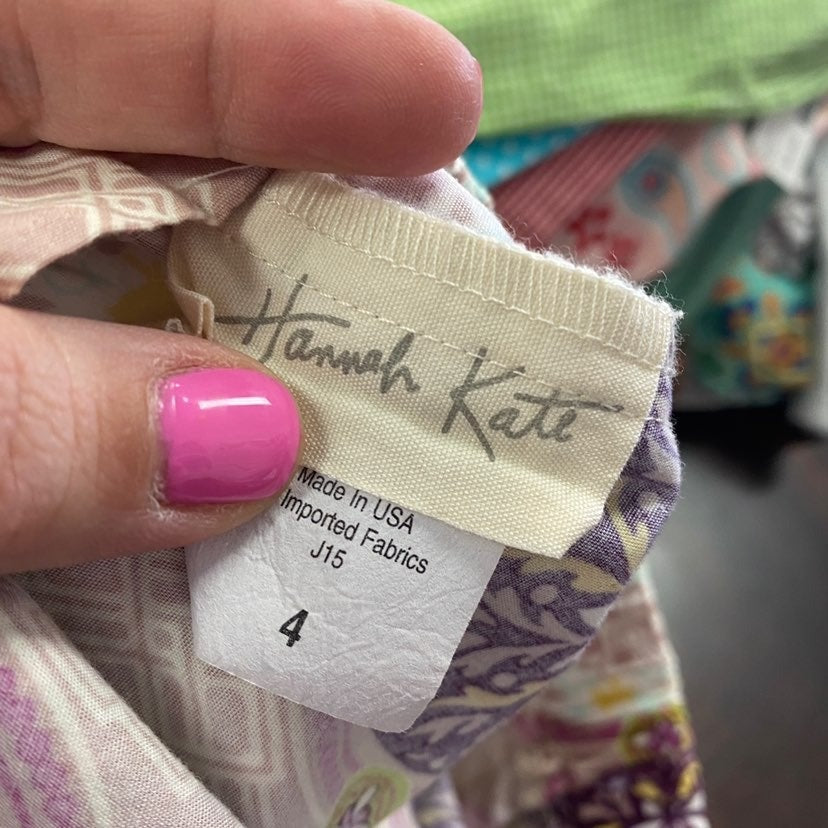 Hannah Kate
Made In USA
Imported Fabrics
J15
4